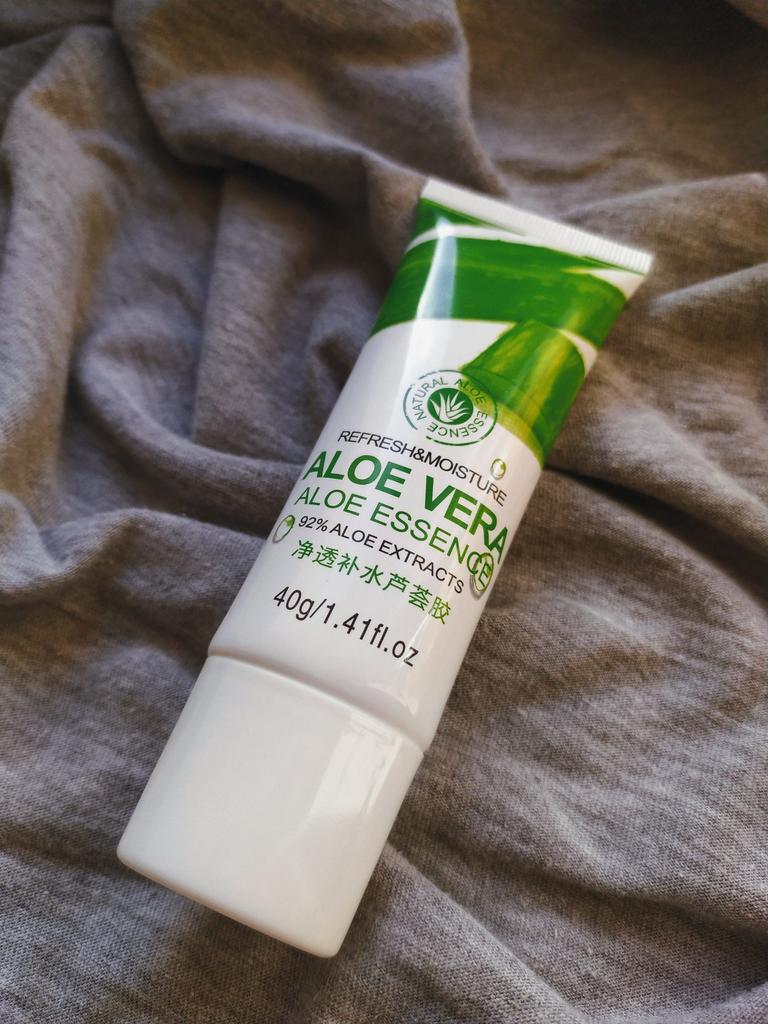 NATURAL ALOE ESSENCE
REFRESH&MOISTURE
ALOE VERA
ALOE ESSENCE
92% ALOE EXTRACTS
净透补水芦荟胶
40g/1.41fl.oz